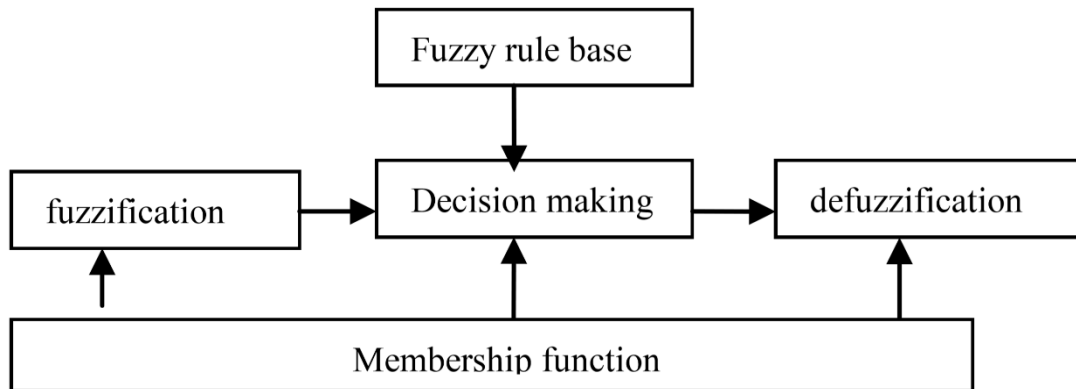 Fuzzy rule base
fuzzification
Decision making
defuzzification
Membership function